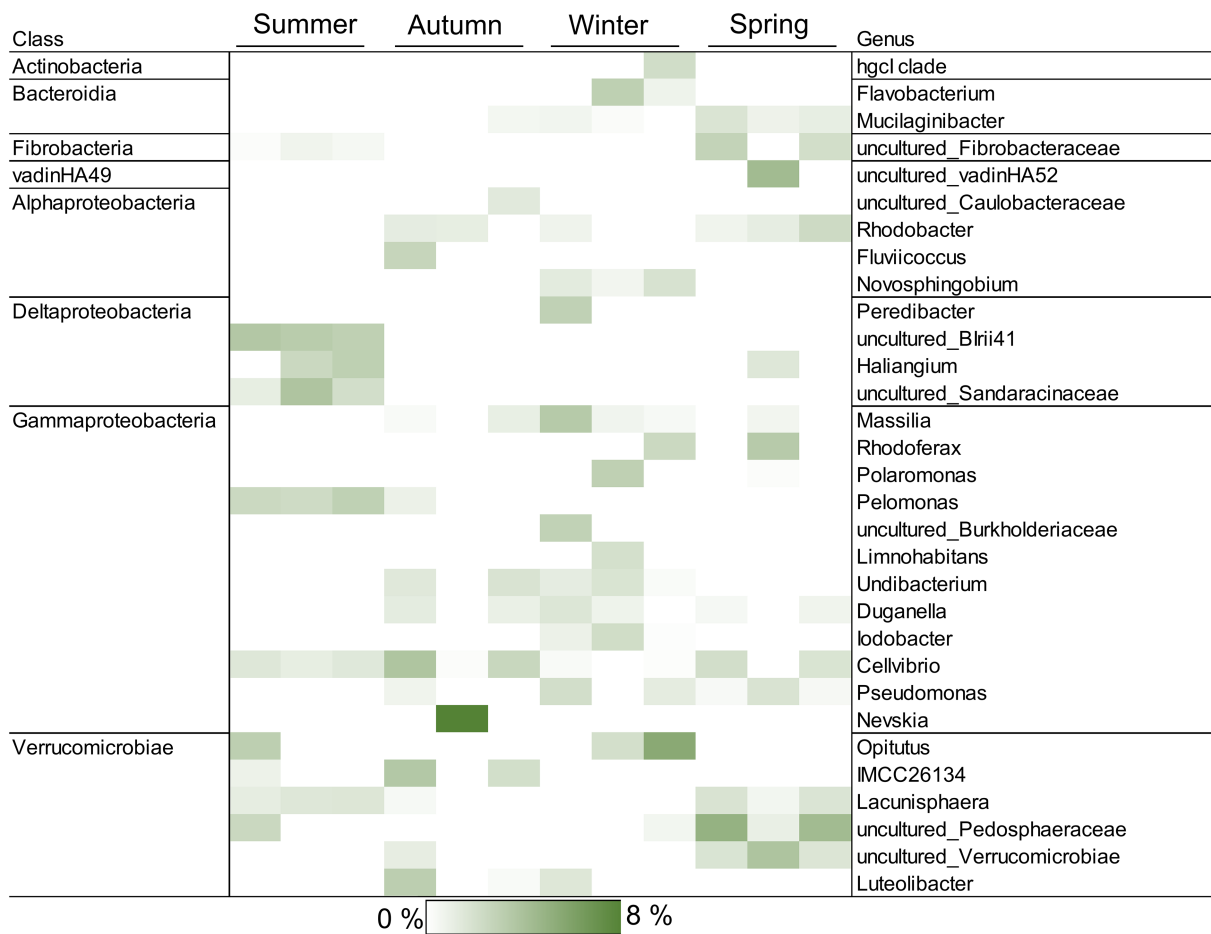 Summer Autumn Winter Spring
Class Genus
Actinobacteria hgcI clade
Bacteroidia Flavobacterium
Mucilaginibacter
Fibrobacteria uncultured_Fibrobacteraceae
vadinHA49 uncultured_vadinHA52
Alphaproteobacteria uncultured_Caulobacteraceae
Rhodobacter
Fluviicoccus
Novosphingobium
Deltaproteobacteria Peredibacter
uncultured_BIrii41
Haliangium
uncultured_Sandaracinaceae
Gammaproteobacteria Massilia
Rhodoferax
Polaromonas
Pelomonas
uncultured_Burkholderiaceae
Limnohabitans
Undibacterium
Duganella
Iodobacter
Cellvibrio
Pseudomonas
Nevskia
Verrucomicrobiae Opitutus
IMCC26134
Lacunisphaera
uncultured_Pedosphaeraceae
uncultured_Verrucomicrobiae
Luteolibacter
0 % 8 %